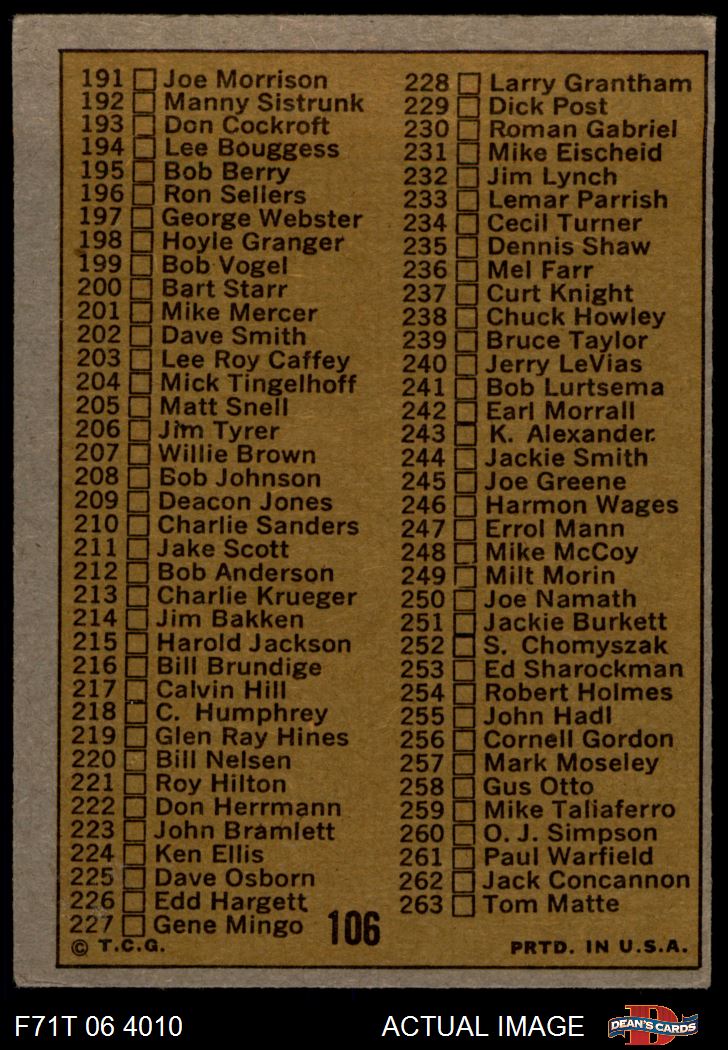 191 Joe Morrison
192 Manny Sistrunk
193 Don Cockroft
194 Lee Bouggess
195 Bob Berry
196 Ron Sellers
197 George Webster
198 Hoyle Granger
199 Bob Vogel
200 Bart Starr
201 Mike Mercer
202 Dave Smith
203 Lee Roy Caffey
204 Mick Tingelhoff
205 Matt Snell
206 Jim Tyrer
207 Willie Brown
208 Bob Johnson
209 Deacon Jones
210 Charlie Sanders
211 Jake Scott
212 Bob Anderson
213 Charlie Krueger
214 Jim Bakken
215 Harold Jackson
216 Bill Brundige
217 Calvin Hill
218 C. Humphrey
219 Glen Ray Hines
220 Bill Nelsen
221 Roy Hilton
222 Don Herrmann
223 John Bramlett
224 Ken Ellis
225 Dave Osborn
226 Edd Hargett
227 Gene Mingo
228 Larry Grantham
229 Dick Post
230 Roman Gabriel
231 Mike Eischeid
232 Jim Lynch
233 Lemar Parrish
234 Cecil Turner
235 Dennis Shaw
236 Mel Farr
237 Curt Knight
238 Chuck Howley
239 Bruce Taylor
240 Jerry LeVias
241 Bob Lurtsema
242 Earl Morrall
243 K. Alexander
244 Jackie Smith
245 Joe Greene
246 Harmon Wages
247 Errol Mann
248 Mike McCoy
249 Milt Morin
250 Joe Namath
251 Jackie Burkett
252 S. Chomyszak
253 Ed Sharockman
254 Robert Holmes
255 John Hadl
256 Cornell Gordon
257 Mark Moseley
258 Gus Otto
259 Mike Taliaferro
260 O. J. Simpson
261 Paul Warfield
262 Jack Concannon
263 Tom Matte
© T.C.G.
106
PRTD. IN U.S.A.
F71T 06 4010
ACTUAL IMAGE
D
DEAN'S CARDS